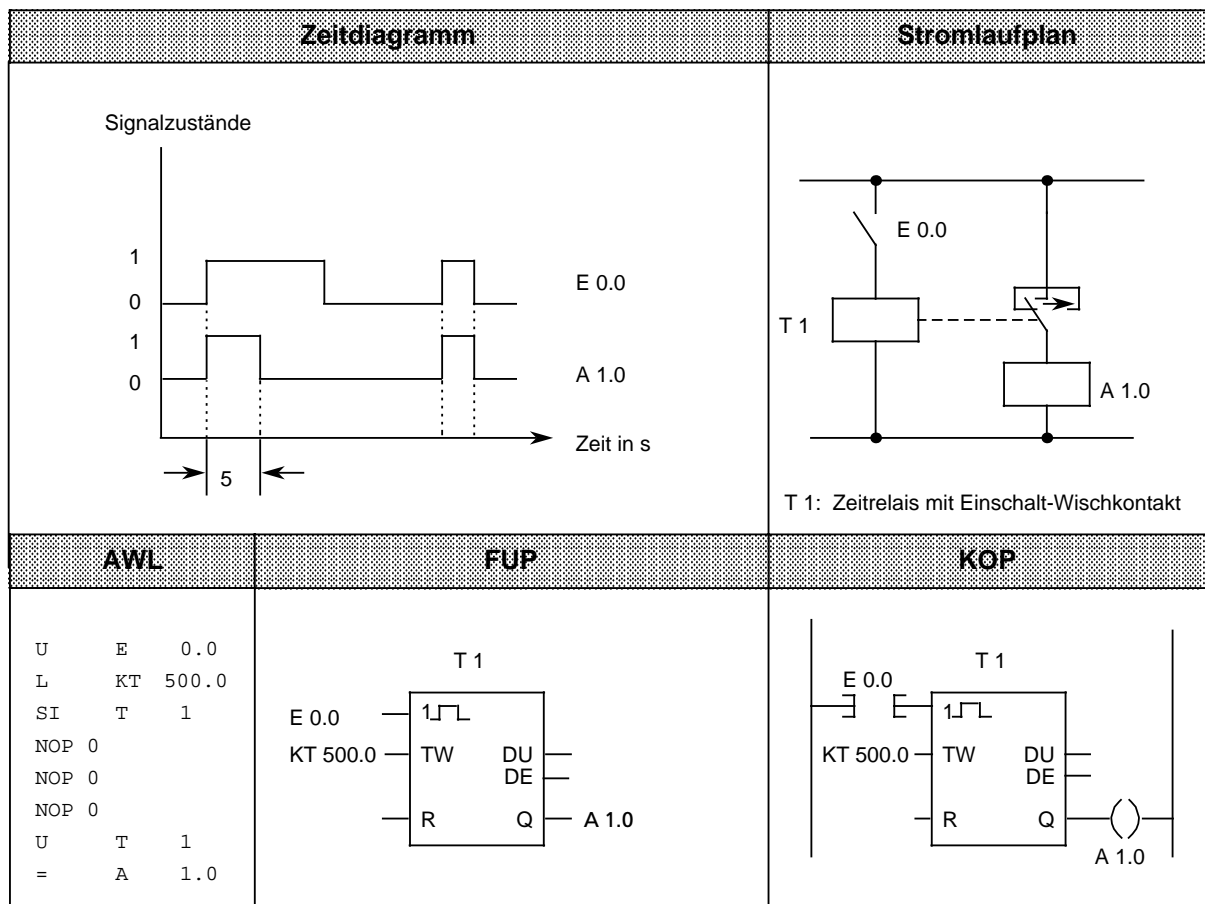 Zeitdiagramm
Stromlaufplan
Signalzustände
1
0
E 0.0
1
0
A 1.0
Zeit in s
5
E 0.0
T 1
A 1.0
T 1: Zeitrelais mit Einschalt-Wischkontakt
AWL
FUP
KOP
U E 0.0
L KT 500.0
SI T 1
NOP 0
NOP 0
NOP 0
U T 1
= A 1.0
T 1
E 0.0
1
KT 500.0
TW
DU
DE
R
Q
A 1.0
T 1
E 0.0
1
KT 500.0
TW
DU
DE
R
Q
A 1.0